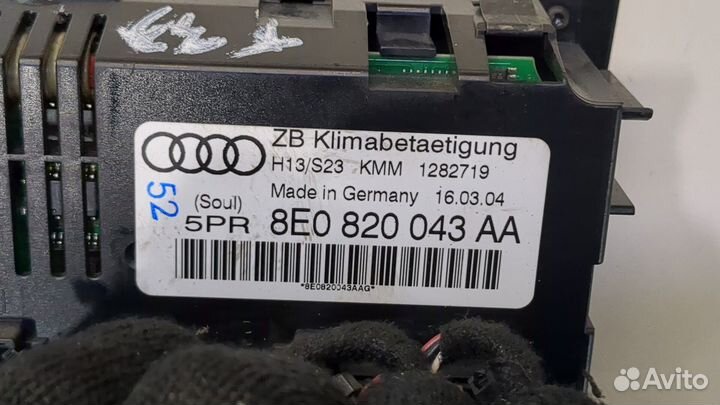 ZB Klimabetaetigung
H13/S23 KMM 1282719
Made in Germany 16.03.04
52
(Soul)
5PR 8E0 820 043 AA
*8E0820043AAG*
Avito